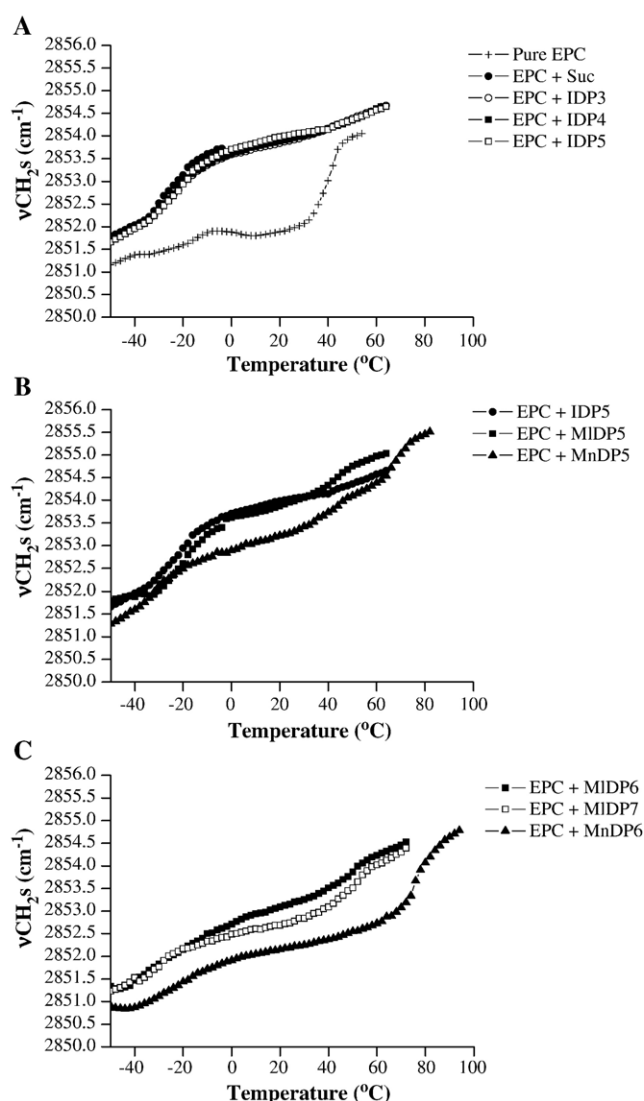 A
2856.0
2855.5
2855.0
2854.5
2854.0
2853.5
2853.0
2852.5
2852.0
2851.5
2851.0
2850.5
2850.0
νCH₂s (cm⁻¹)
-40 -20 0 20 40 60 80 100
Temperature (ºC)
Pure EPC
EPC + Suc
EPC + IDP3
EPC + IDP4
EPC + IDP5
B
2856.0
2855.5
2855.0
2854.5
2854.0
2853.5
2853.0
2852.5
2852.0
2851.5
2851.0
2850.5
2850.0
νCH₂s (cm⁻¹)
-40 -20 0 20 40 60 80 100
Temperature (ºC)
EPC + IDP5
EPC + MlDP5
EPC + MnDP5
C
2856.0
2855.5
2855.0
2854.5
2854.0
2853.5
2853.0
2852.5
2852.0
2851.5
2851.0
2850.5
2850.0
νCH₂s (cm⁻¹)
-40 -20 0 20 40 60 80 100
Temperature (ºC)
EPC + MlDP6
EPC + MlDP7
EPC + MnDP6